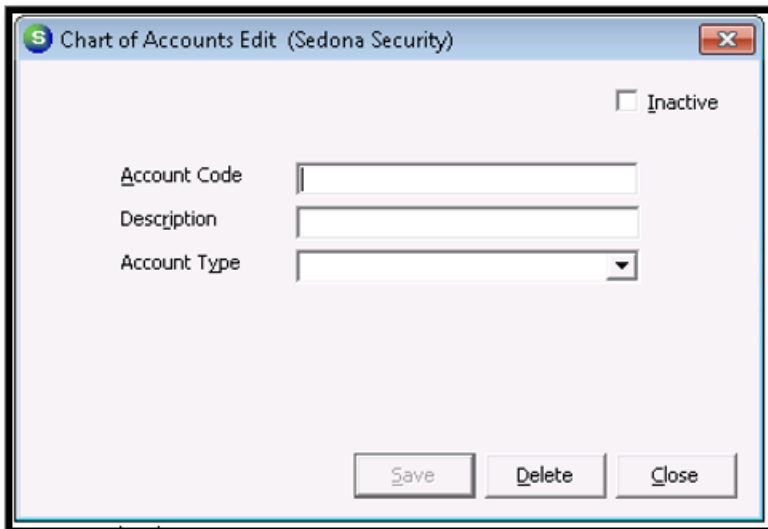 S Chart of Accounts Edit (Sedona Security)
Inactive
Account Code
Description
Account Type
Save Delete Close